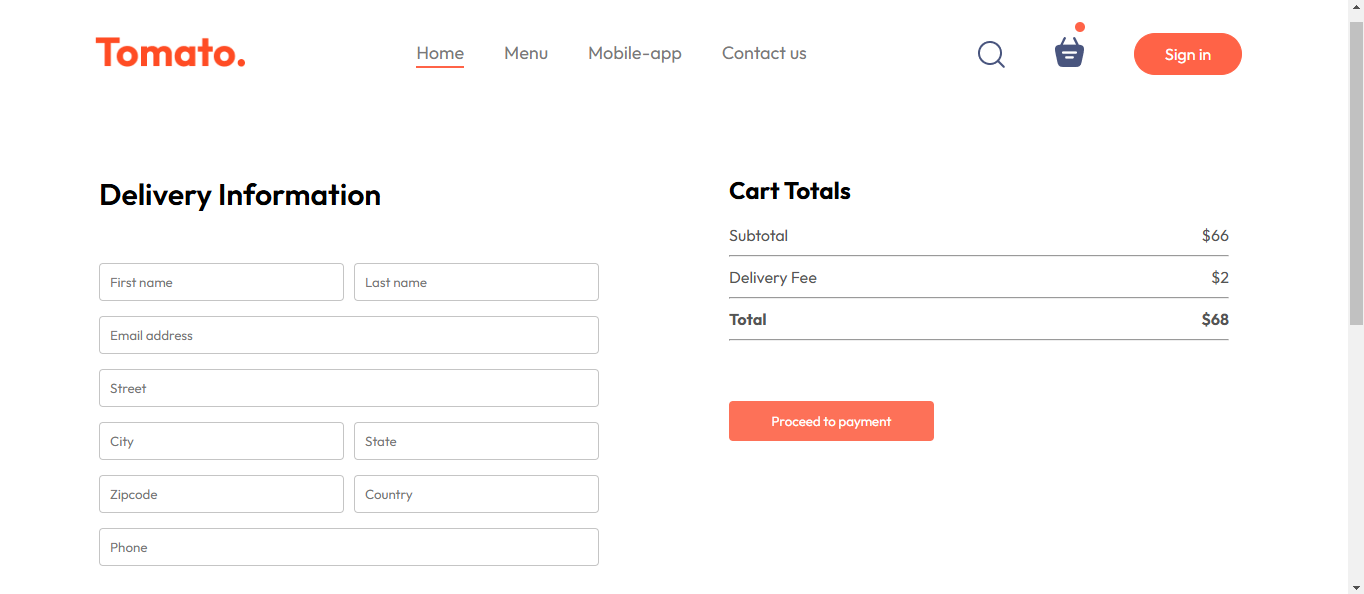 Tomato.
Home Menu Mobile-app Contact us
Sign in
Delivery Information
First name Last name
Email address
Street
City State
Zipcode Country
Phone
Cart Totals
Subtotal $66
Delivery Fee $2
Total $68
Proceed to payment